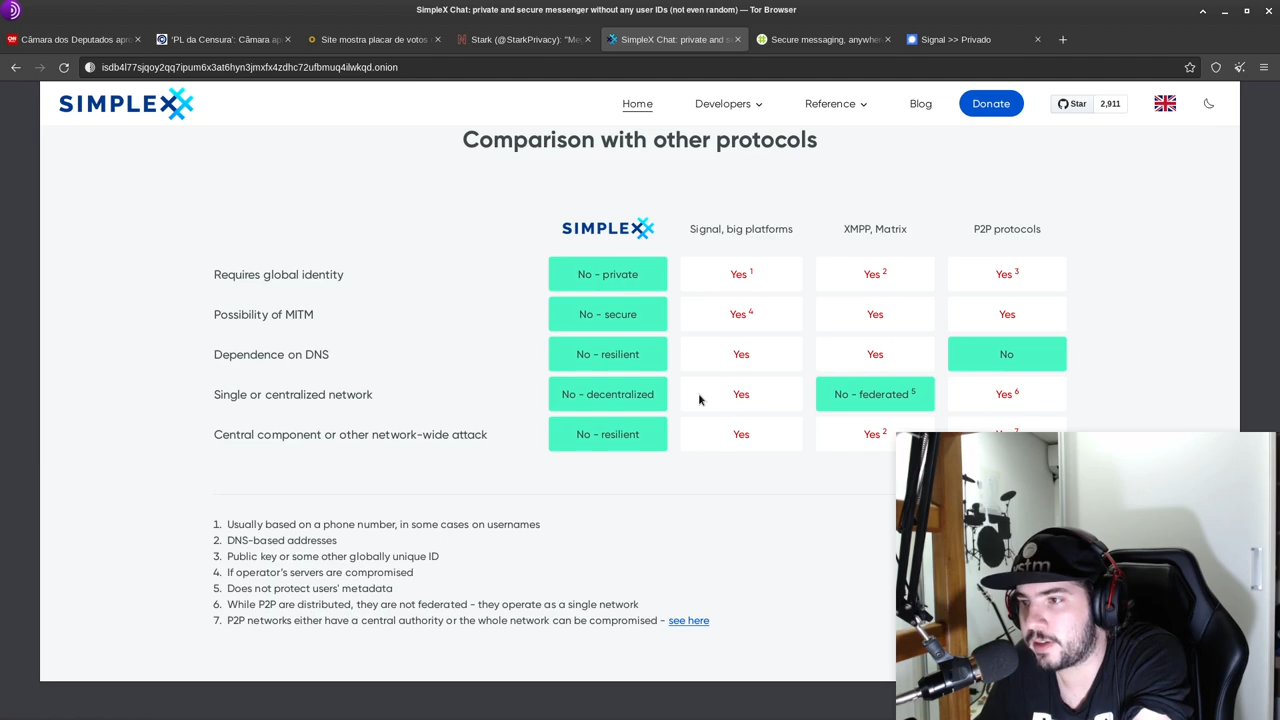 SimpleX Chat: private and secure messenger without any user IDs (not even random) — Tor Browser
Câmara dos Deputados apro
'PL da Censura': Câmara ap
Site mostra placar de votos
Stark (@StarkPrivacy): "Me
SimpleX Chat: private and se
Secure messaging, anywhere
Signal >> Privado
isdb4l77sjqoy2qq7ipum6x3at6hyn3jmxfx4zdhc72ufbmuq4ilwkqd.onion
SIMPLEX
Home
Developers
Reference
Blog
Donate
Star
2,911
Comparison with other protocols
SIMPLEX Signal, big platforms XMPP, Matrix P2P protocols
Requires global identity No - private Yes 1 Yes 2 Yes 3
Possibility of MITM No - secure Yes 4 Yes Yes
Dependence on DNS No - resilient Yes Yes No
Single or centralized network No - decentralized Yes No - federated 5 Yes 6
Central component or other network-wide attack No - resilient Yes Yes 2
1. Usually based on a phone number, in some cases on usernames
2. DNS-based addresses
3. Public key or some other globally unique ID
4. If operator's servers are compromised
5. Does not protect users' metadata
6. While P2P are distributed, they are not federated - they operate as a single network
7. P2P networks either have a central authority or the whole network can be compromised - see here